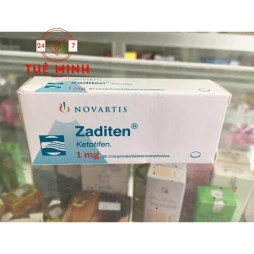 24 7
TUỆ MINH
NOVARTIS
Zaditen®
Ketotifen.
1 mg